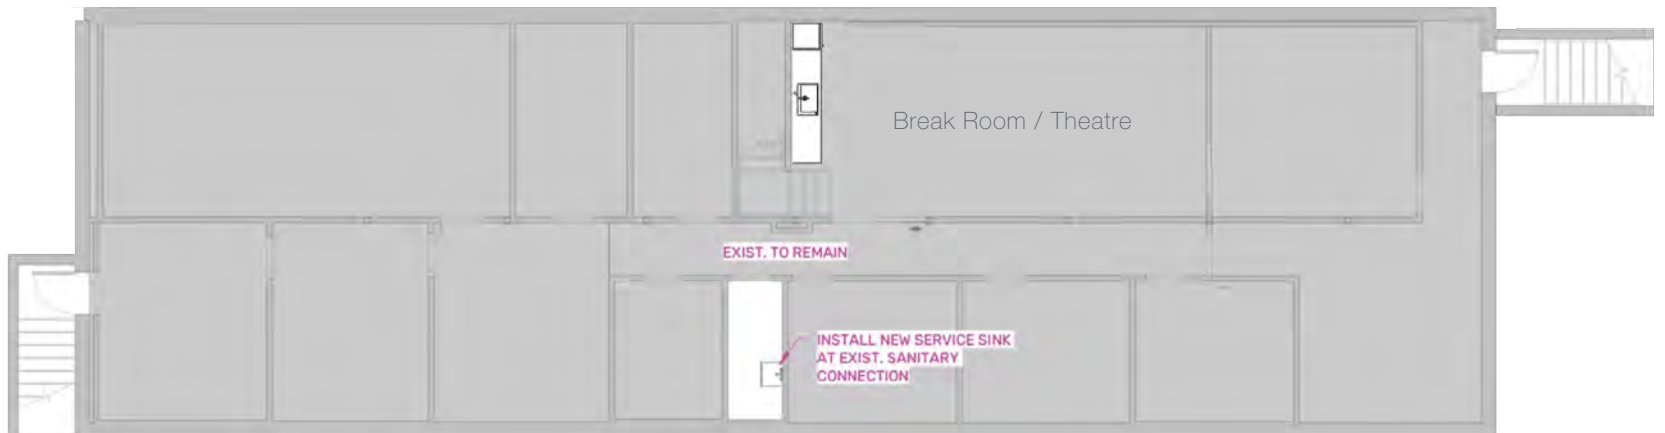 Break Room / Theatre
EXIST. TO REMAIN
INSTALL NEW SERVICE SINK
AT EXIST. SANITARY
CONNECTION